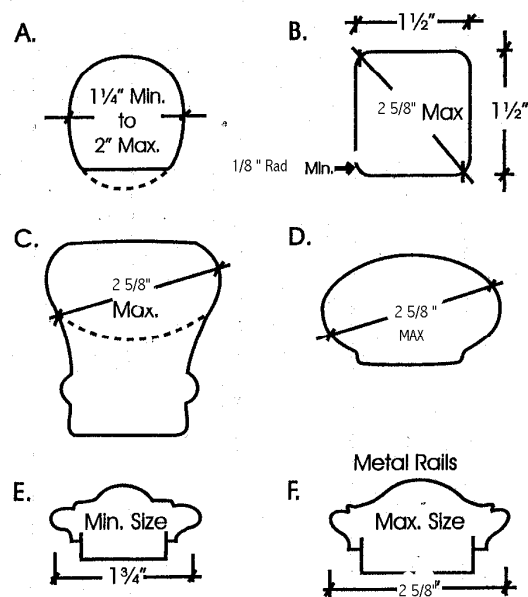 A.
1¼" Min.
to
2" Max.
B.
1½"
2 5/8" Max
1½"
1/8 " Rad Min.
C.
2 5/8"
Max.
D.
2 5/8 "
MAX
E.
Min. Size
1¾"
Metal Rails
F.
Max. Size
2 5/8"